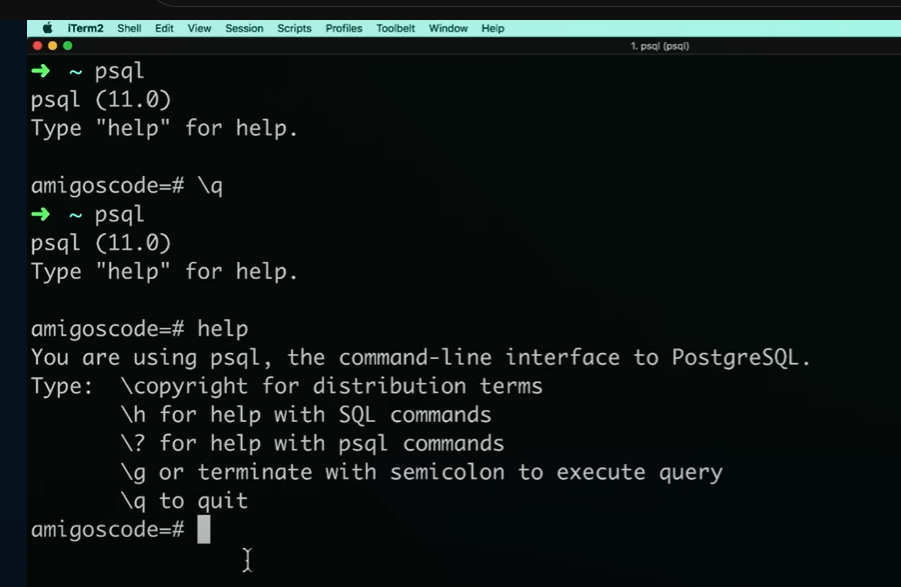 iTerm2 Shell Edit View Session Scripts Profiles Toolbelt Window Help
1. psql (psql)
➜ ~ psql
psql (11.0)
Type "help" for help.
amigoscode=# \q
➜ ~ psql
psql (11.0)
Type "help" for help.
amigoscode=# help
You are using psql, the command-line interface to PostgreSQL.
Type:  \copyright for distribution terms
       \h for help with SQL commands
       \? for help with psql commands
       \g or terminate with semicolon to execute query
       \q to quit
amigoscode=#